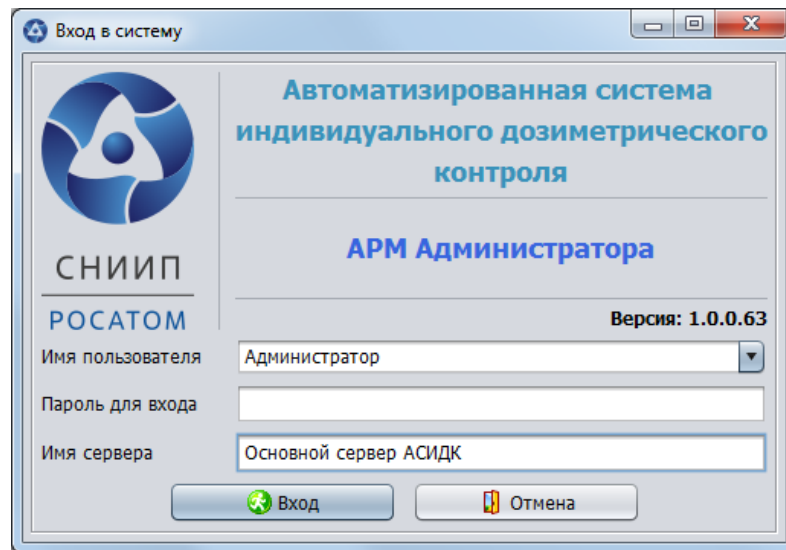 Вход в систему
Автоматизированная система
индивидуального дозиметрического
контроля
АРМ Администратора
СНИИП
РОСАТОМ
Версия: 1.0.0.63
Имя пользователя Администратор
Пароль для входа
Имя сервера Основной сервер АСИДК
Вход Отмена